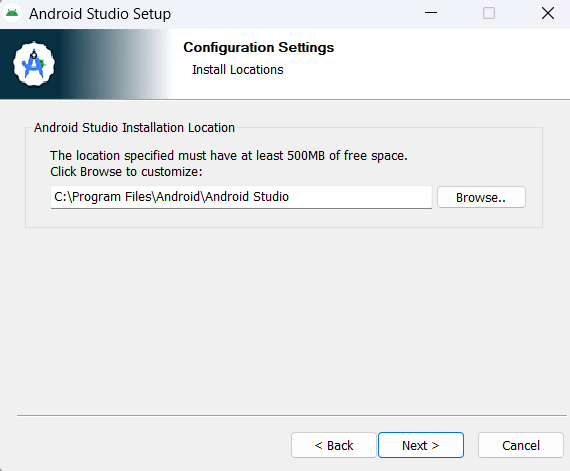 Android Studio Setup
Configuration Settings
Install Locations
Android Studio Installation Location
The location specified must have at least 500MB of free space.
Click Browse to customize:
C:\Program Files\Android\Android Studio
Browse..
< Back
Next >
Cancel